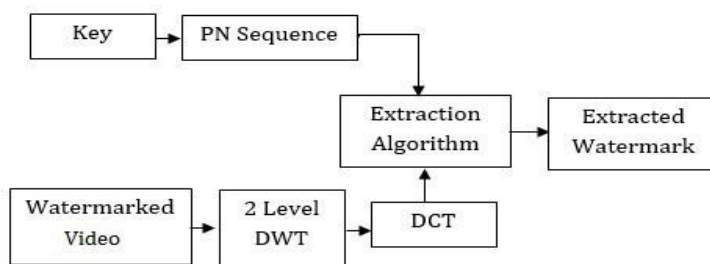 Key
PN Sequence
Extraction
Algorithm
Extracted
Watermark
Watermarked
Video
2 Level
DWT
DCT